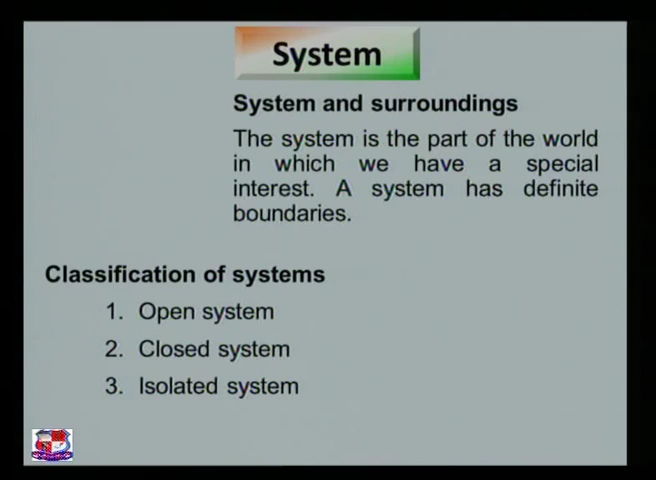 System
System and surroundings
The system is the part of the world
in which we have a special
interest. A system has definite
boundaries.
Classification of systems
1. Open system
2. Closed system
3. Isolated system